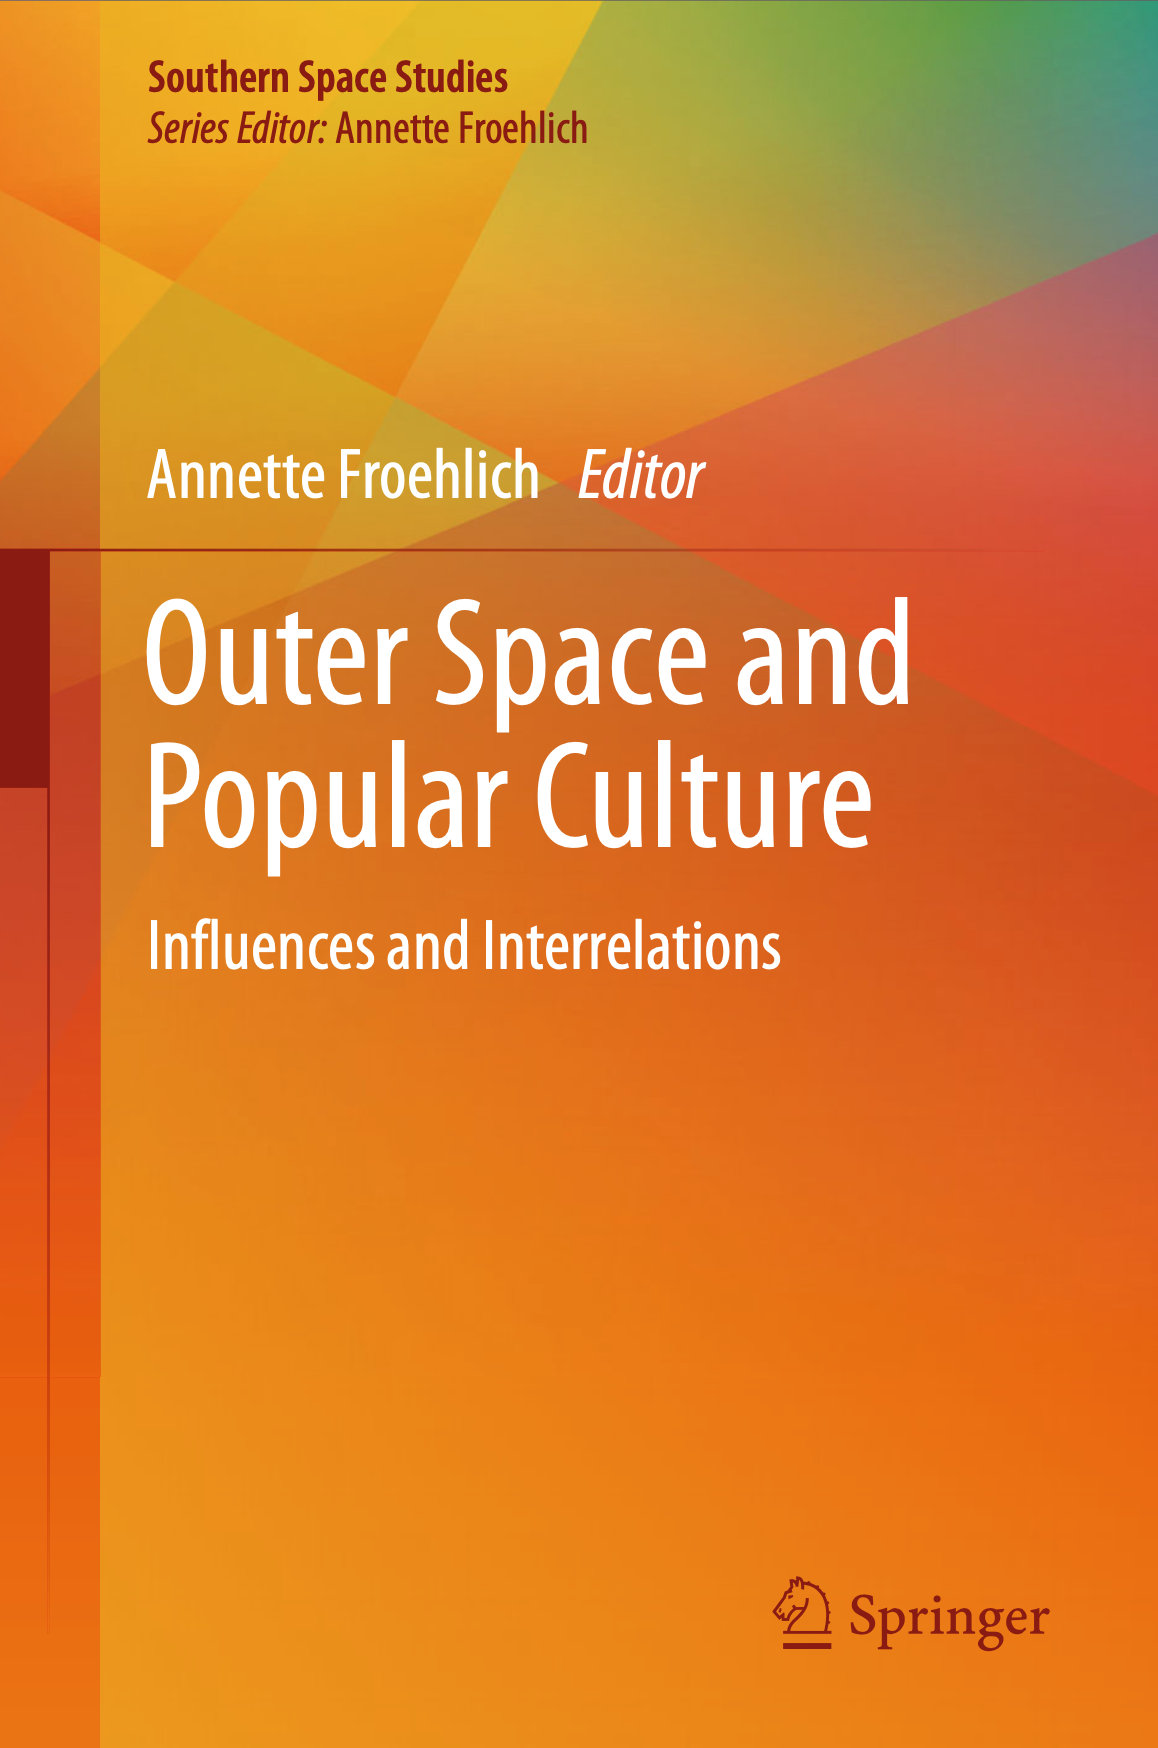 Southern Space Studies
Series Editor: Annette Froehlich
Annette Froehlich Editor
Outer Space and
Popular Culture
Influences and Interrelations
Springer